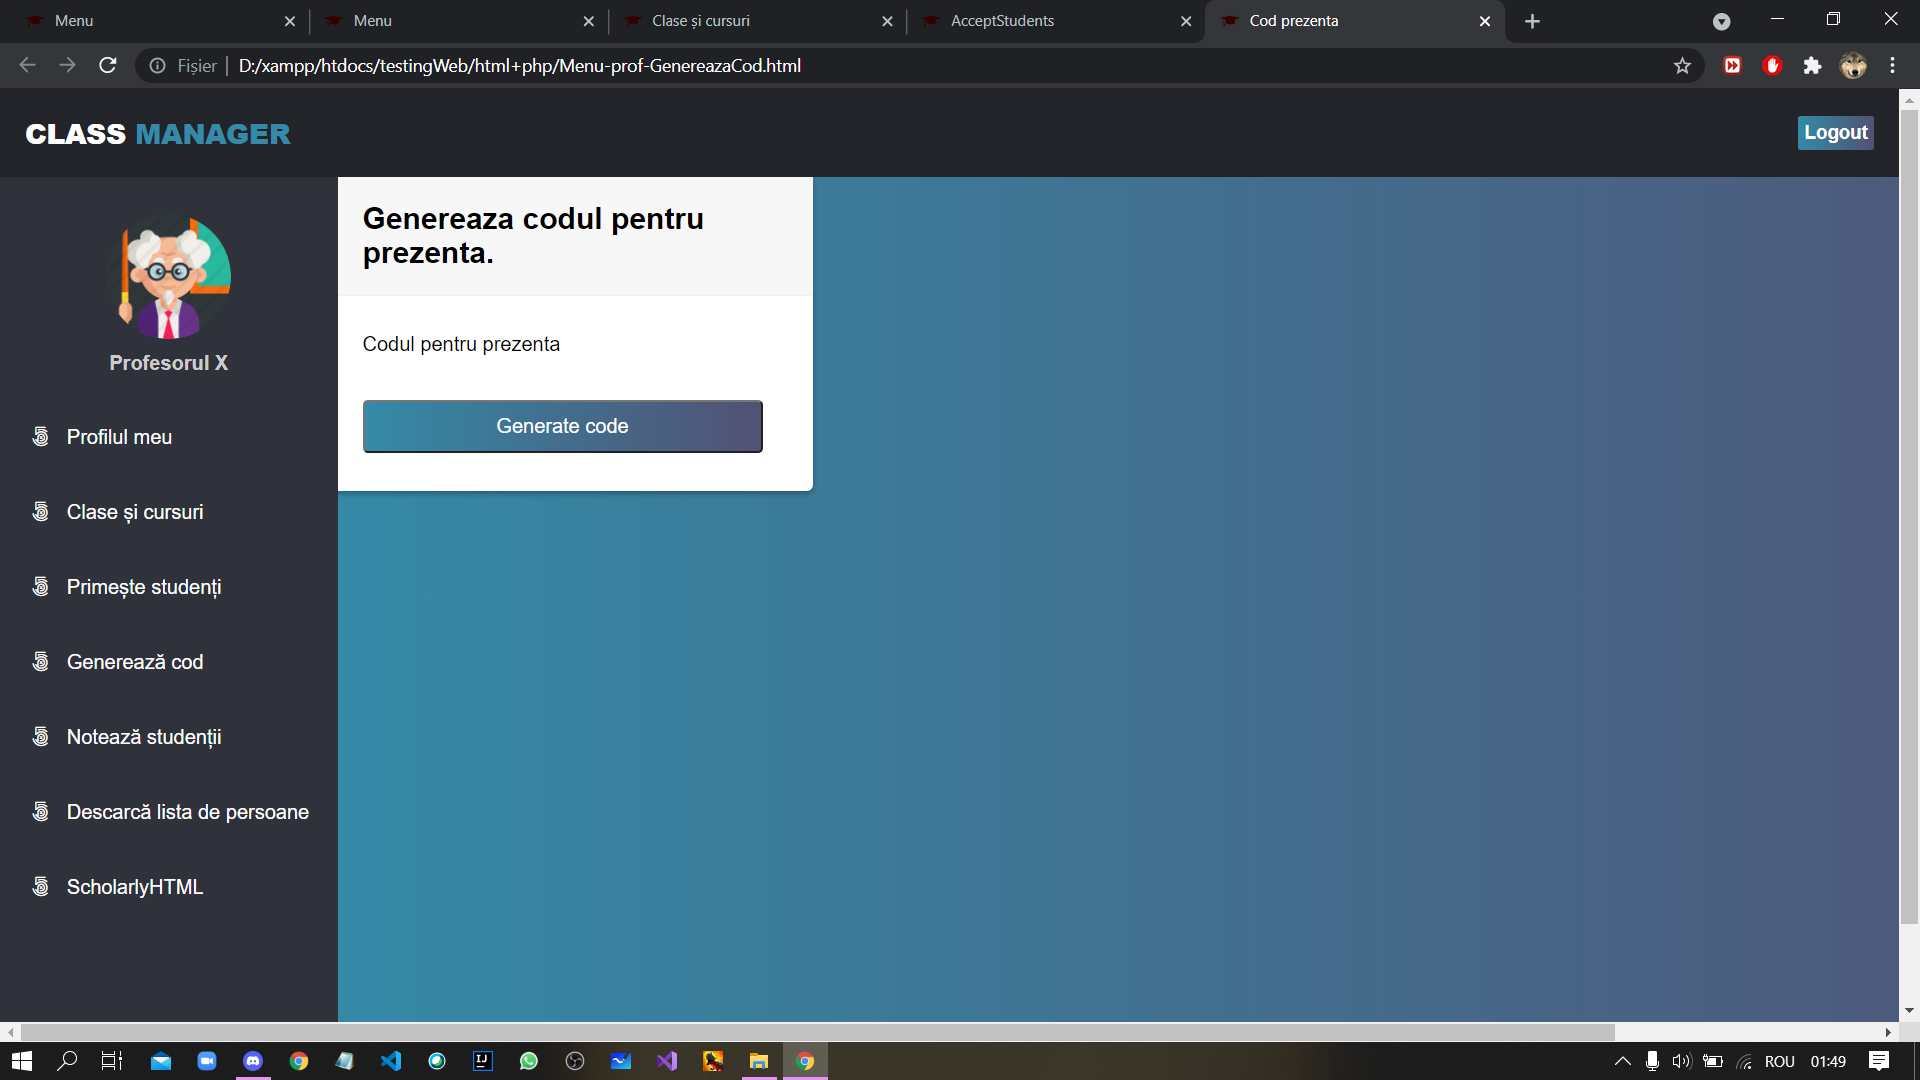 Menu
Menu
Clase și cursuri
AcceptStudents
Cod prezenta
Fișier | D:/xampp/htdocs/testingWeb/html+php/Menu-prof-GenereazaCod.html
CLASS MANAGER
Logout
Profesorul X
Profilul meu
Clase și cursuri
Primește studenți
Generează cod
Notează studenții
Descarcă lista de persoane
ScholarlyHTML
Genereaza codul pentru
prezenta.
Codul pentru prezenta
Generate code
ROU
01:49